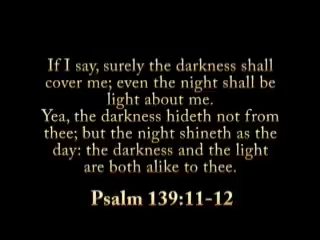 If I say, surely the darkness shall
cover me; even the night shall be
light about me.
Yea, the darkness hideth not from
thee; but the night shineth as the
day: the darkness and the light
are both alike to thee.
Psalm 139:11-12